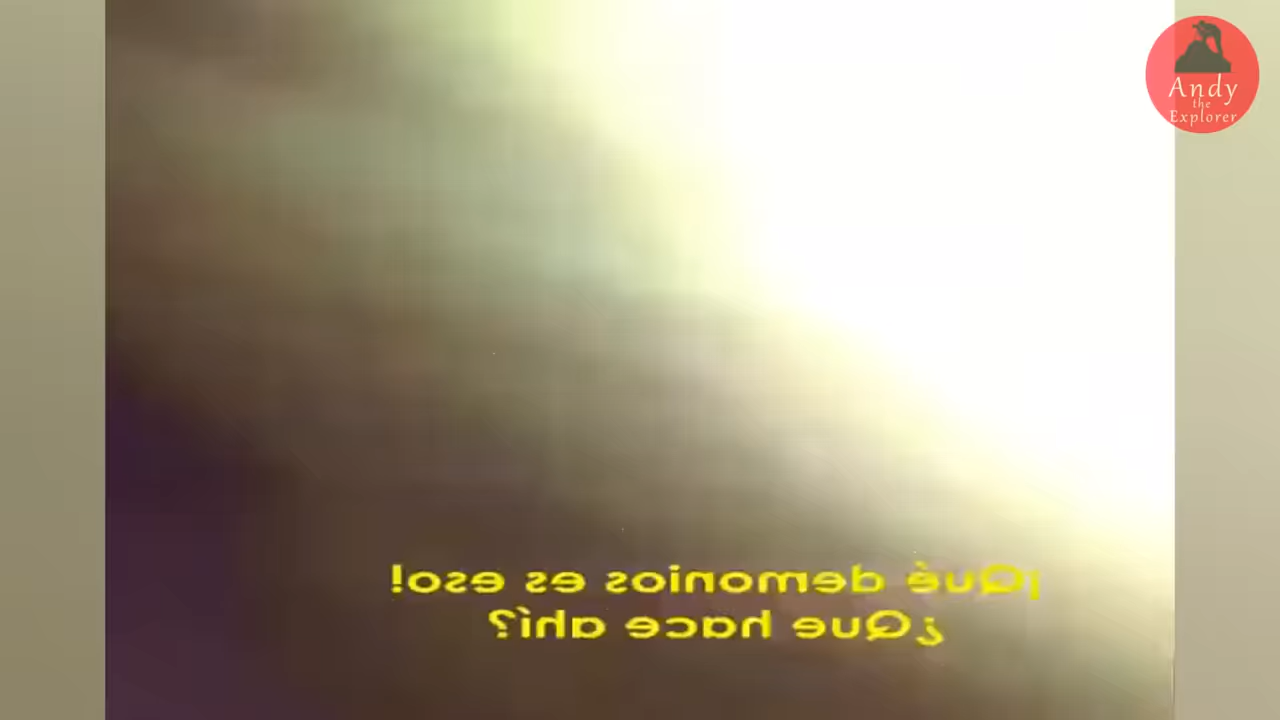 Andy
the
Explorer
¡Qué demonios es eso!
¿Que hace ahí?